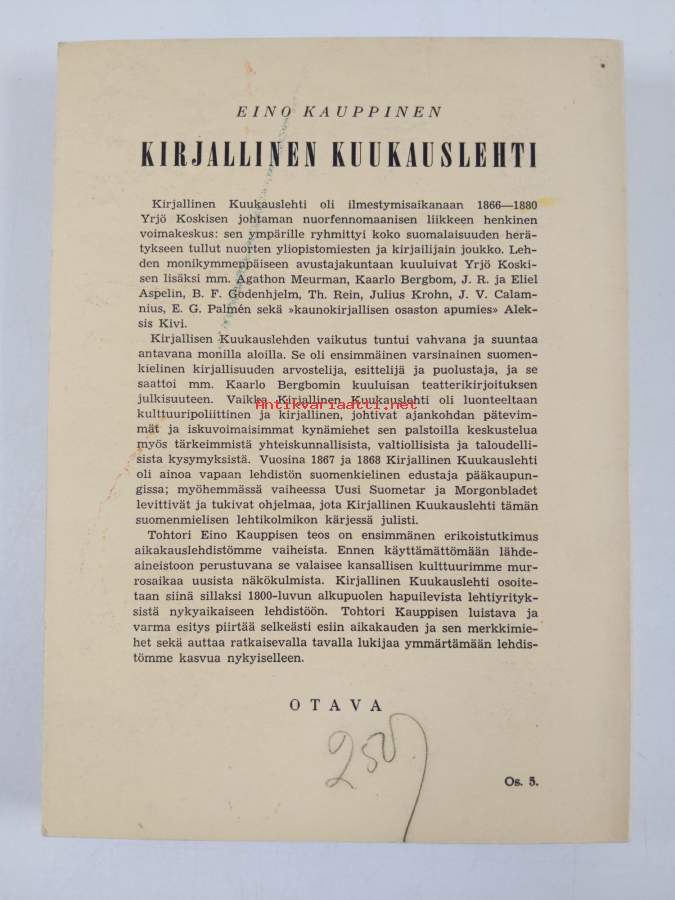 EINO KAUPPINEN
KIRJALLINEN KUUKAUSLEHTI
Kirjallinen Kuukauslehti oli ilmestymisaikanaan 1866—1880
Yrjö Koskisen johtaman nuorfennomaanisen liikkeen henkinen
voimakeskus: sen ympärille ryhmittyi koko suomalaisuuden herä-
tykseen tullut nuorten yliopistomiesten ja kirjailijain joukko. Leh-
den monikymmenpäiseen avustajakuntaan kuuluivat Yrjö Koski-
sen lisäksi mm. Agathon Meurman, Kaarlo Bergbom, J. R. ja Eliel
Aspelin, B. F. Godenhjelm, Th. Rein, Julius Krohn, J. V. Calam-
nius, E. G. Palmén sekä »kaunokirjallisen osaston apumies» Alek-
sis Kivi.
Kirjallisen Kuukauslehden vaikutus tuntui vahvana ja suuntaa
antavana monilla aloilla. Se oli ensimmäinen varsinainen suomen-
kielinen kirjallisuuden arvostelija, esittelijä ja puolustaja, ja se
saattoi mm. Kaarlo Bergbomin kuuluisan teatterikirjoituksen
julkisuuteen. Vaikka Kirjallinen Kuukauslehti oli luonteeltaan
Antikvariaatti.net
kulttuuripoliittinen ja kirjallinen, johtivat ajankohdan pätevim-
mät ja iskuvoimaisimmat kynämiehet sen palstoilla keskustelua
myös tärkeimmistä yhteiskunnallisista, valtiollisista ja taloudelli-
sista kysymyksistä. Vuosina 1867 ja 1868 Kirjallinen Kuukauslehti
oli ainoa vapaan lehdistön suomenkielinen edustaja pääkaupun-
gissa; myöhemmässä vaiheessa Uusi Suometar ja Morgonbladet
levittivät ja tukivat ohjelmaa, jota Kirjallinen Kuukauslehti tämän
suomenmielisen lehtikolmikon kärjessä julisti.
Tohtori Eino Kauppisen teos on ensimmäinen erikoistutkimus
aikakauslehdistömme vaiheista. Ennen käyttämättömään lähde-
aineistoon perustuvana se valaisee kansallisen kulttuurimme mur-
rosaikaa uusista näkökulmista. Kirjallinen Kuukauslehti osoite-
taan siinä sillaksi 1800-luvun alkupuolen hapuilevista lehtiyrityk-
sistä nykyaikaiseen lehdistöön. Tohtori Kauppisen luistava ja
varma esitys piirtää selkeästi esiin aikakauden ja sen merkkimie-
het sekä auttaa ratkaisevalla tavalla lukijaa ymmärtämään lehdis-
tömme kasvua nykyiselleen.
OTAVA
250
Os. 5.